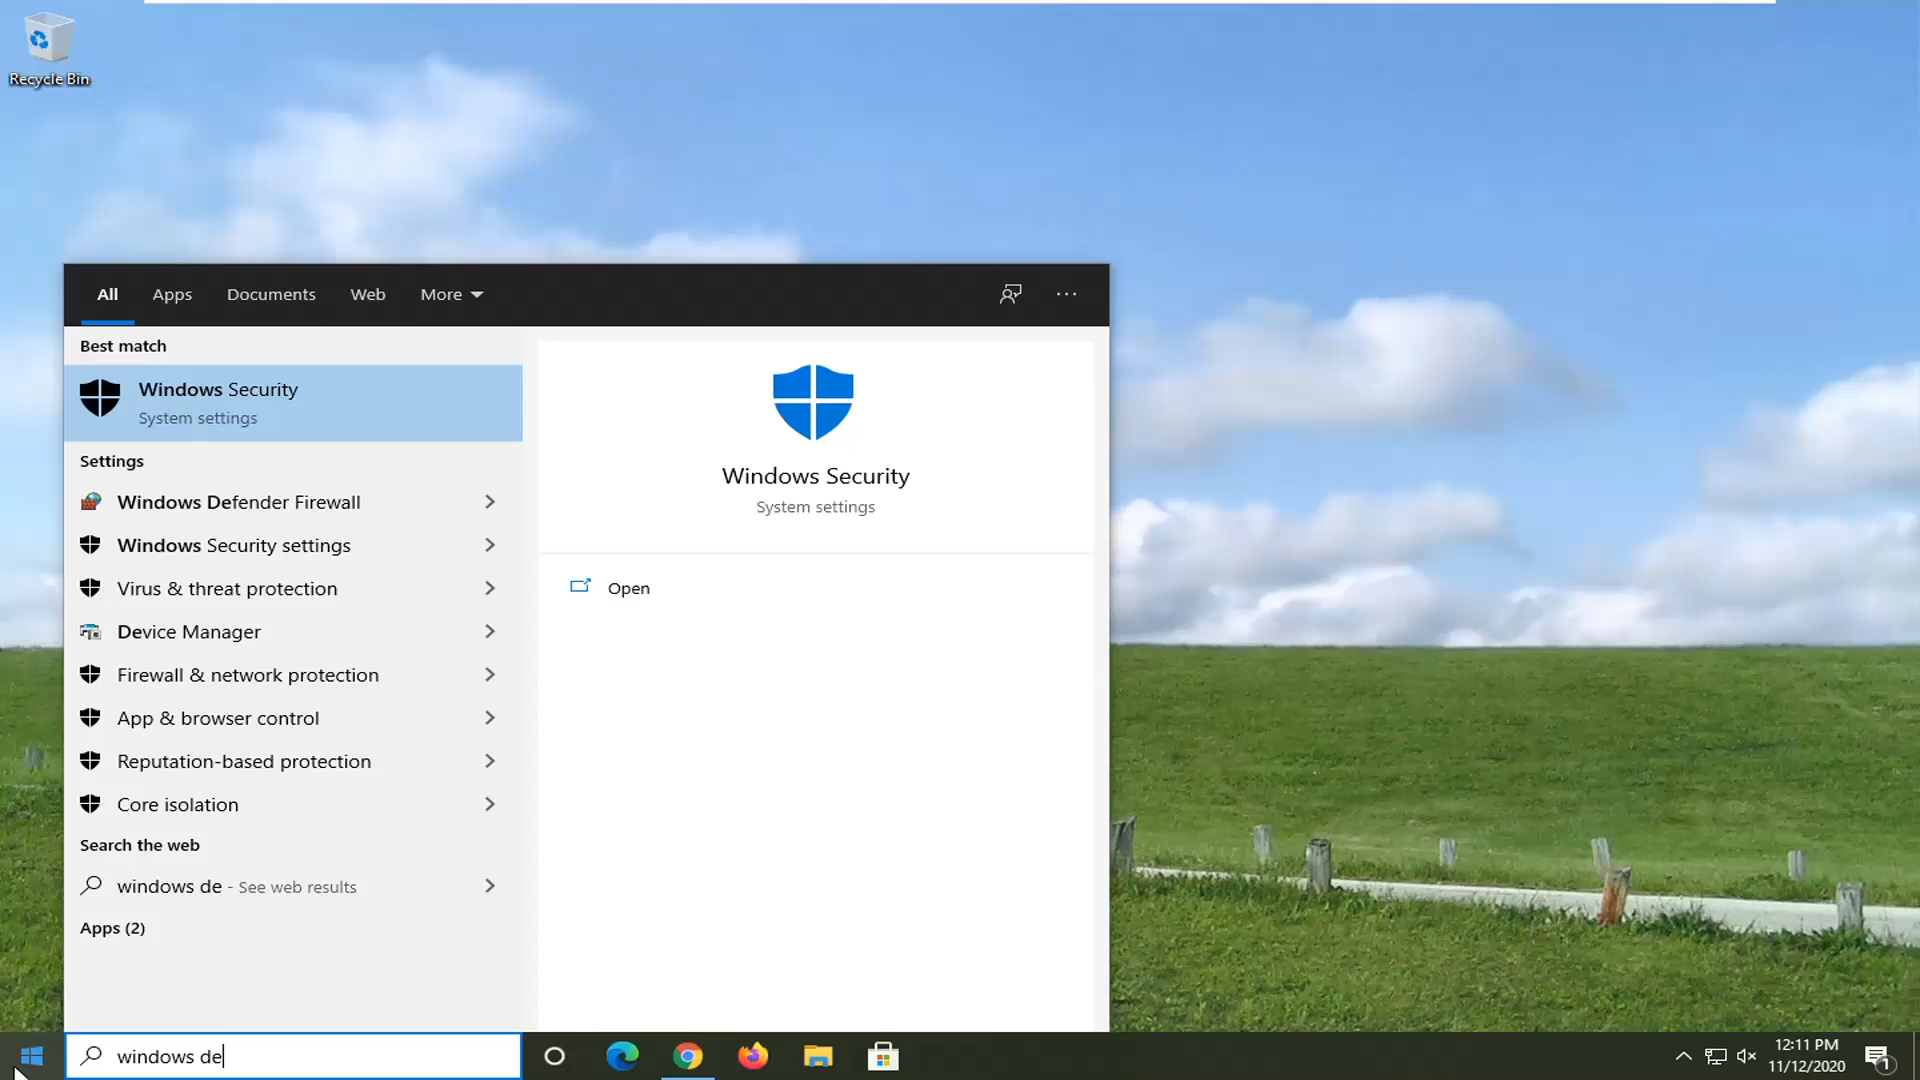 Recycle Bin
All Apps Documents Web More
Best match
Windows Security
System settings
Settings
Windows Defender Firewall
Windows Security settings
Virus & threat protection
Device Manager
Firewall & network protection
App & browser control
Reputation-based protection
Core isolation
Search the web
windows de - See web results
Apps (2)
Windows Security
System settings
Open
windows de
12:11 PM
11/12/2020
1